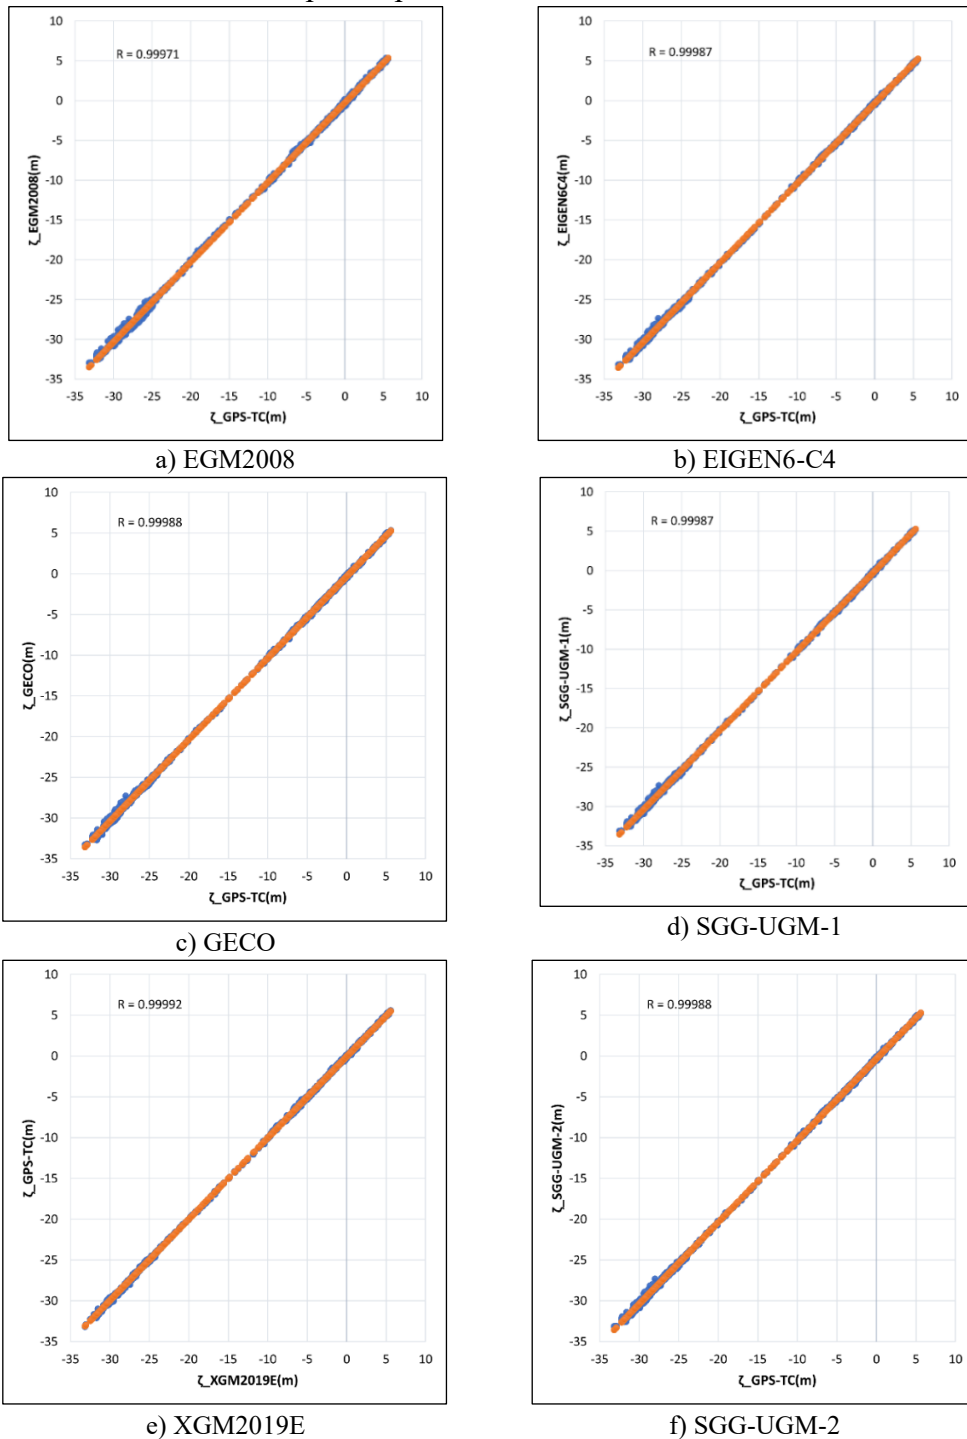 10
5
0
-5
-10
-15
-20
-25
-30
-35
R = 0.99971
ζ_EGM2008(m)
-35 -30 -25 -20 -15 -10 -5 0 5 10
ζ_GPS-TC(m)
a) EGM2008
10
5
0
-5
-10
-15
-20
-25
-30
-35
R = 0.99987
ζ_EIGEN6C4(m)
-35 -30 -25 -20 -15 -10 -5 0 5 10
ζ_GPS-TC(m)
b) EIGEN6-C4
10
5
0
-5
-10
-15
-20
-25
-30
-35
R = 0.99988
ζ_GECO(m)
-35 -30 -25 -20 -15 -10 -5 0 5 10
ζ_GPS-TC(m)
c) GECO
10
5
0
-5
-10
-15
-20
-25
-30
-35
R = 0.99987
ζ_SGG-UGM-1(m)
-35 -30 -25 -20 -15 -10 -5 0 5 10
ζ_GPS-TC(m)
d) SGG-UGM-1
10
5
0
-5
-10
-15
-20
-25
-30
-35
R = 0.99992
ζ_GPS-TC(m)
-35 -30 -25 -20 -15 -10 -5 0 5 10
ζ_XGM2019E(m)
e) XGM2019E
10
5
0
-5
-10
-15
-20
-25
-30
-35
R = 0.99988
ζ_SGG-UGM-2(m)
-35 -30 -25 -20 -15 -10 -5 0 5 10
ζ_GPS-TC(m)
f) SGG-UGM-2